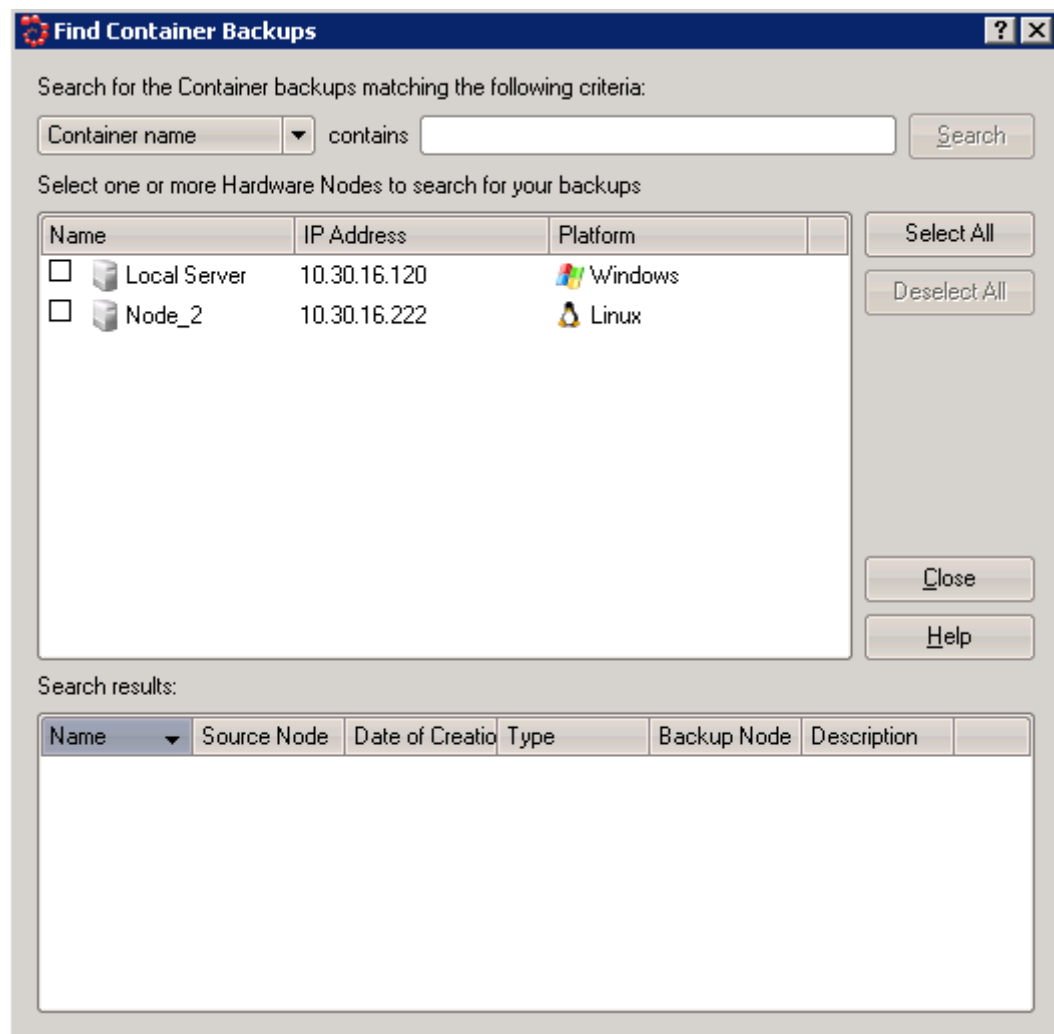 Find Container Backups
Search for the Container backups matching the following criteria:
Container name contains Search
Select one or more Hardware Nodes to search for your backups
Name IP Address Platform Select All
Local Server 10.30.16.120 Windows
Deselect All
Node_2 10.30.16.222 Linux
Close
Help
Search results:
Name Source Node Date of Creatio Type Backup Node Description